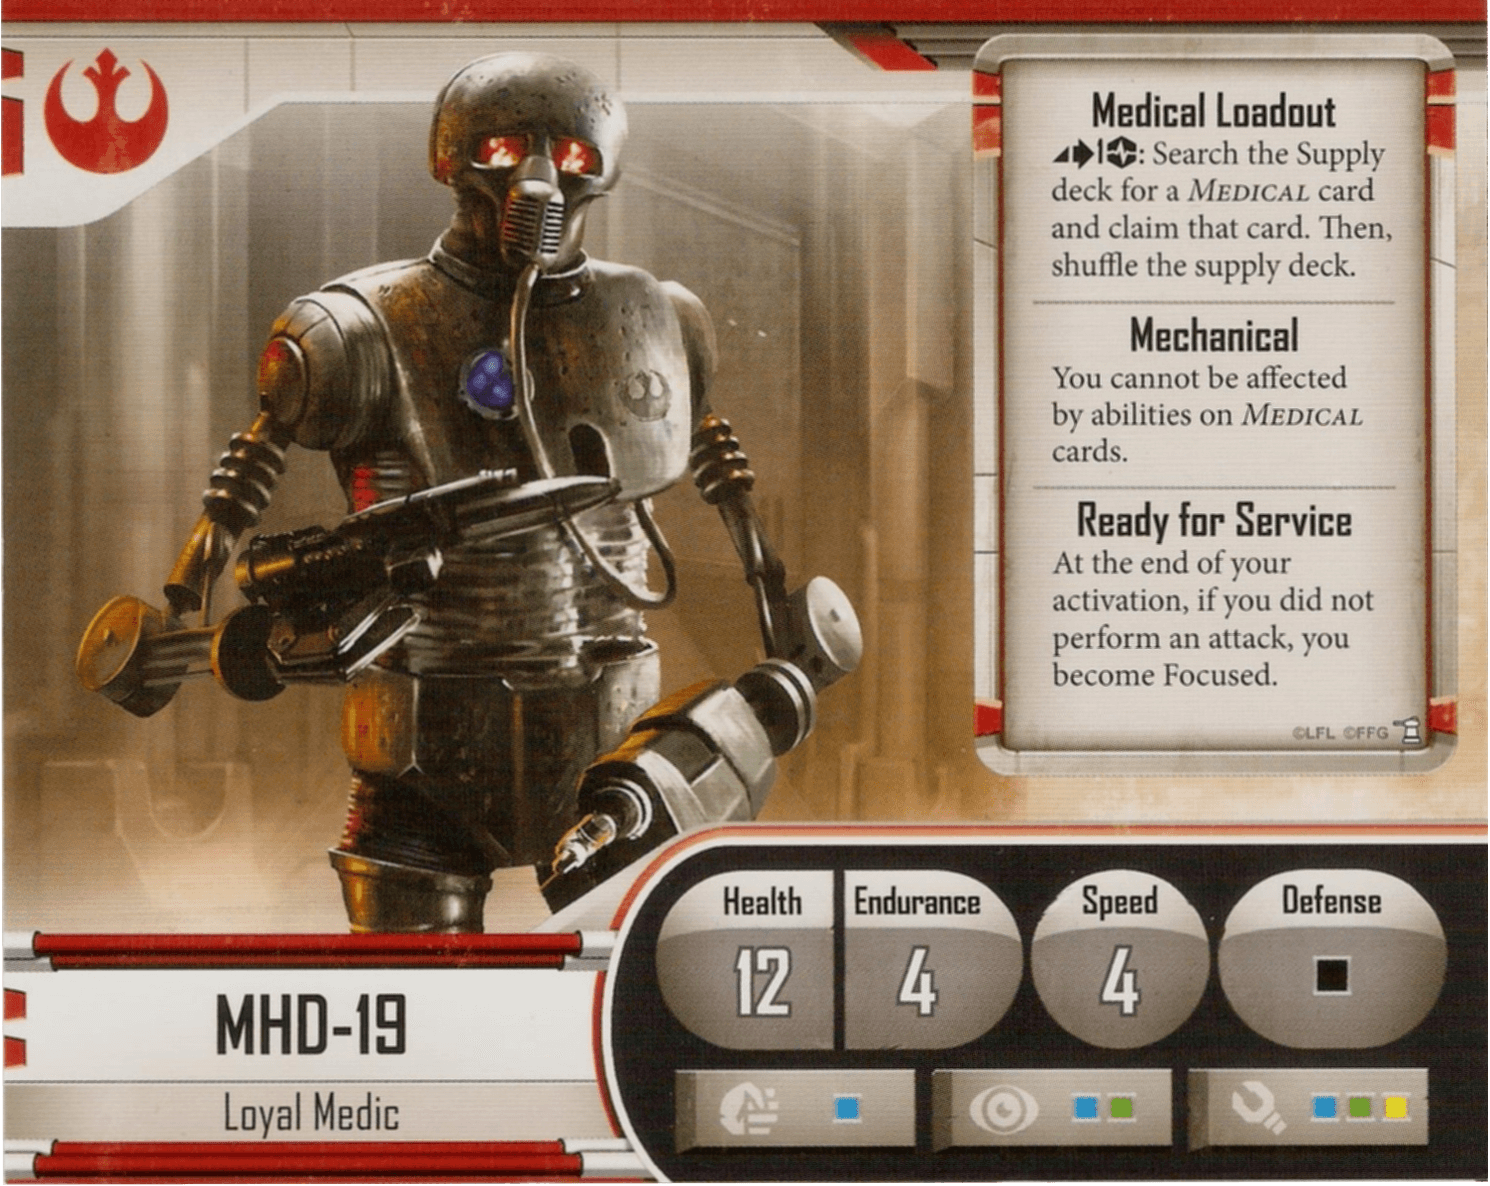 Medical Loadout
: Search the Supply
deck for a MEDICAL card
and claim that card. Then,
shuffle the supply deck.
Mechanical
You cannot be affected
by abilities on MEDICAL
cards.
Ready for Service
At the end of your
activation, if you did not
perform an attack, you
become Focused.
©LFL ©FFG
MHD-19
Loyal Medic
Health Endurance Speed Defense
12 4 4